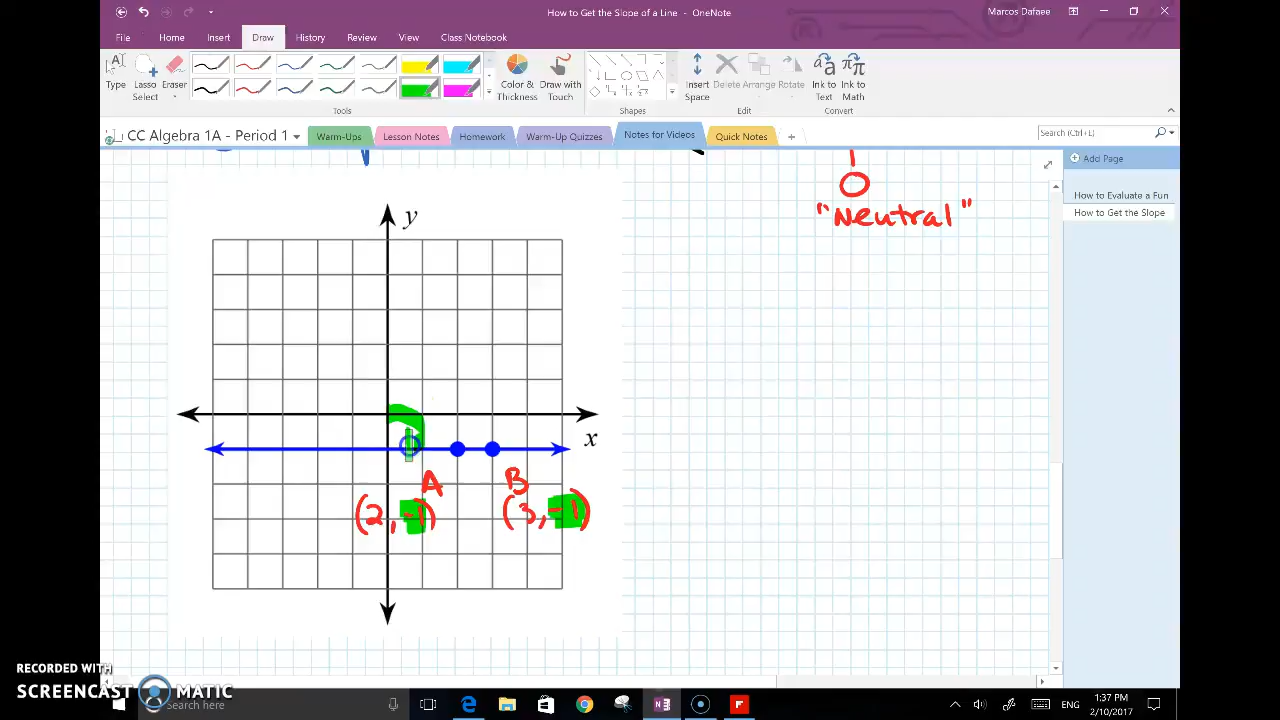 How to Get the Slope of a Line - OneNote
Marcos Dafaee
File Home Insert Draw History Review View Class Notebook
Type
Lasso Select
Eraser
Color & Thickness
Draw with Touch
Insert Space
Delete
Arrange
Rotate
Ink to Text
Ink to Math
Tools
Shapes
Edit
Convert
CC Algebra 1A - Period 1
Warm-Ups
Lesson Notes
Homework
Warm-Up Quizzes
Notes for Videos
Quick Notes
Search (Ctrl+E)
Add Page
How to Evaluate a Fun
How to Get the Slope
0
"Neutral"
y
x
A
B
(2, -1)
(3, -1)
RECORDED WITH
SCREENCAST MATIC
Search here
ENG
1:37 PM
2/10/2017